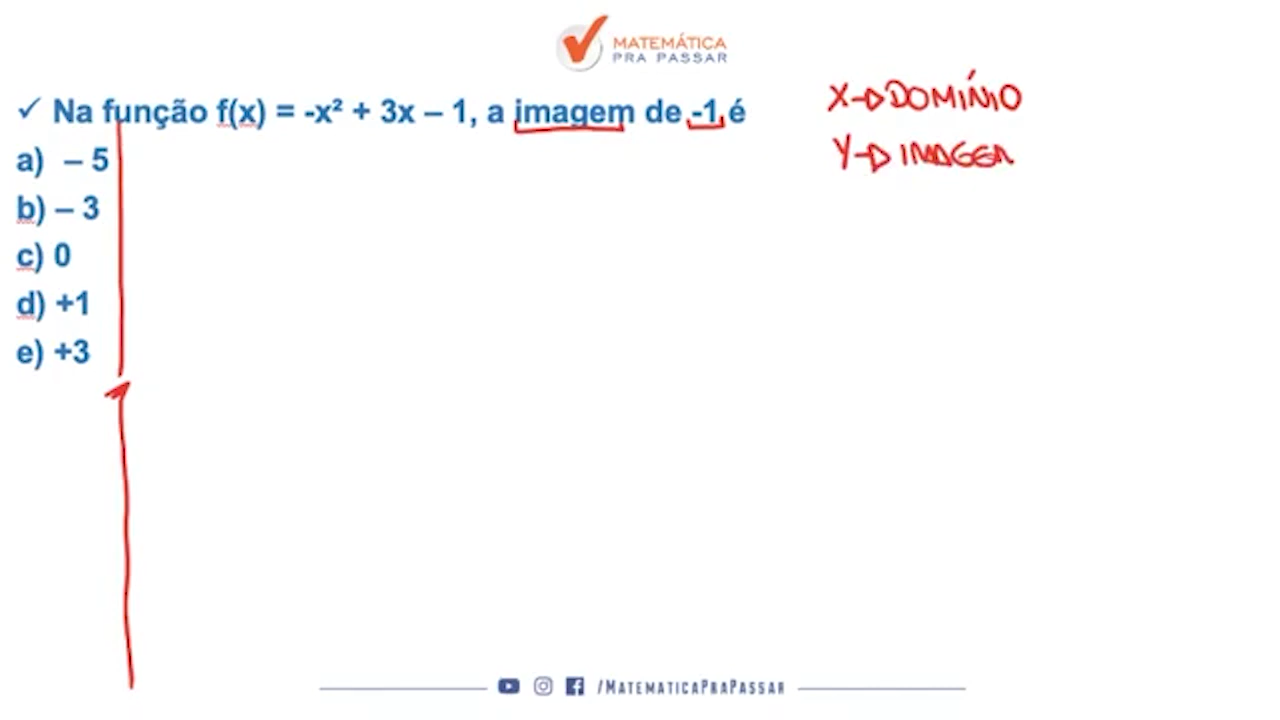 MATEMÁTICA
PRA PASSAR
✓ Na função f(x) = -x² + 3x – 1, a imagem de -1 é
a) – 5
b) – 3
c) 0
d) +1
e) +3
X→DOMÍNIO
Y→IMAGEM
/MATEMATICAPRAPASSAR